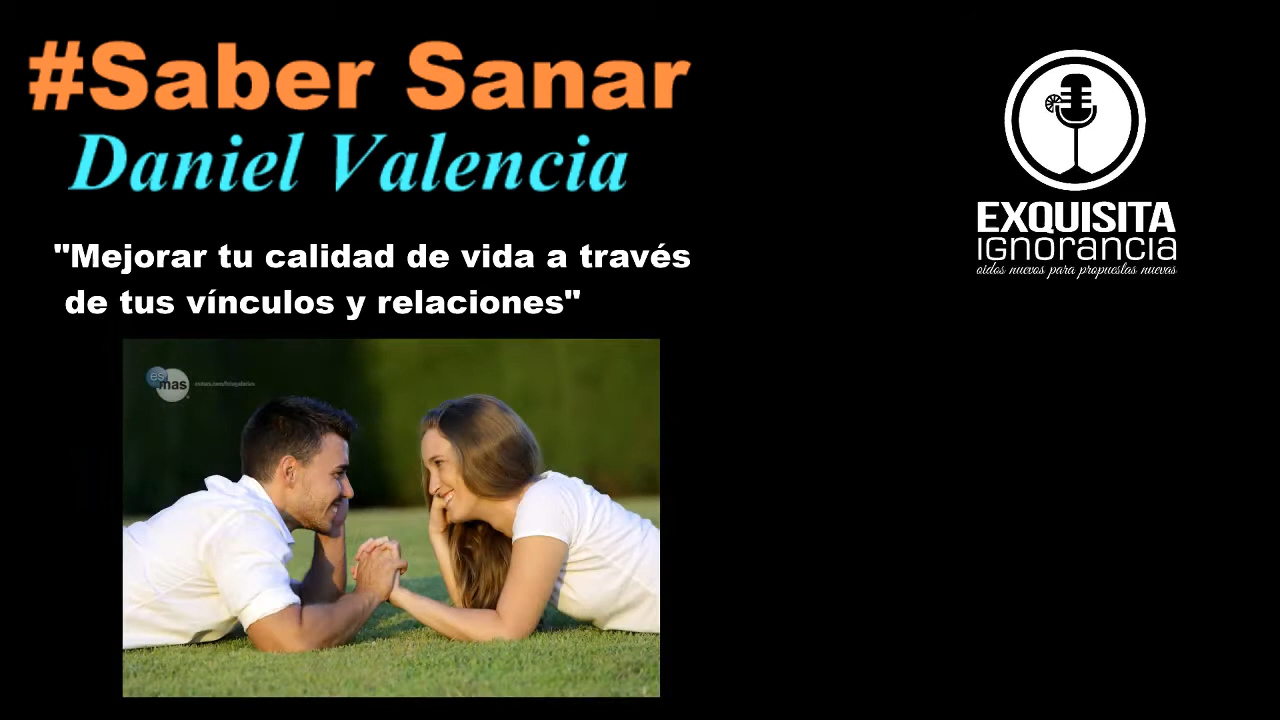 #Saber Sanar
Daniel Valencia
"Mejorar tu calidad de vida a través
de tus vínculos y relaciones"
EXQUISITA
ignorancia
oidos nuevos para propuestas nuevas
es
mas